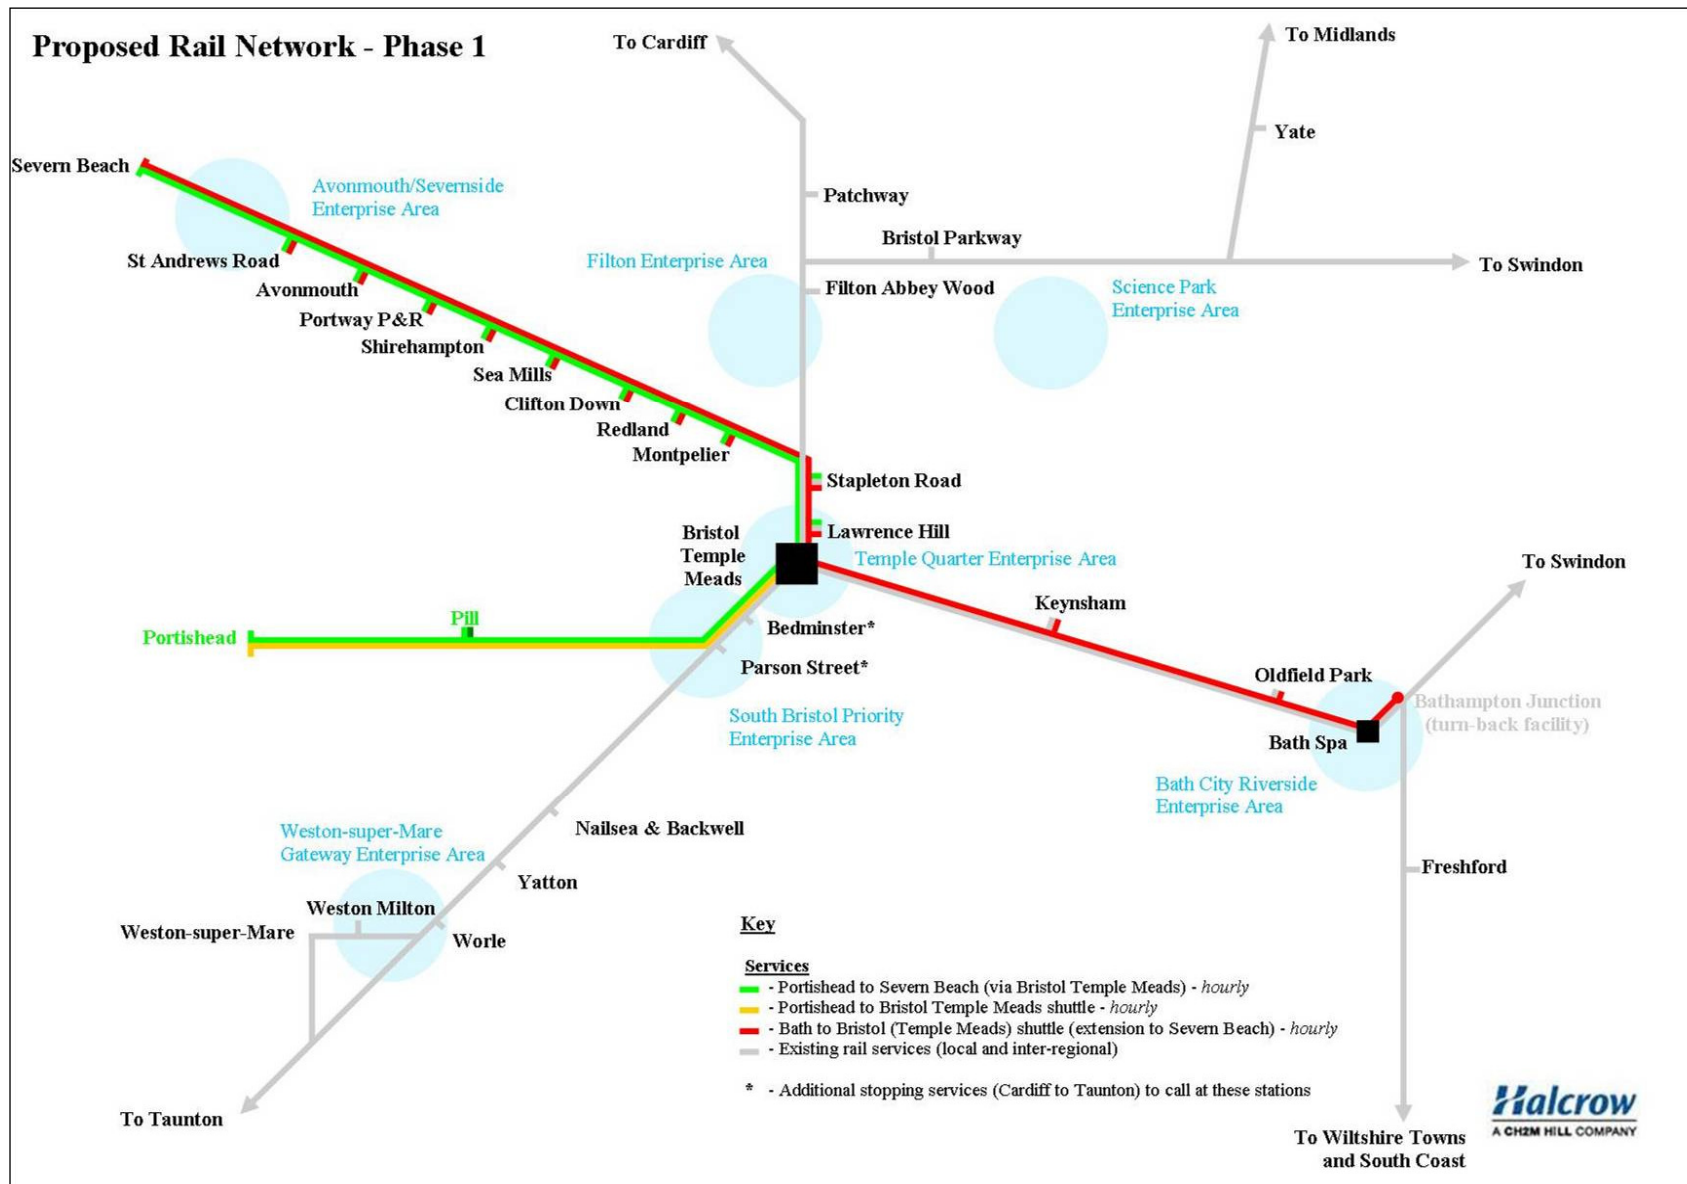 Proposed Rail Network - Phase 1
To Cardiff
To Midlands
Yate
Severn Beach
Avonmouth/Severnside
Enterprise Area
Patchway
Bristol Parkway
St Andrews Road
Filton Enterprise Area
To Swindon
Avonmouth
Filton Abbey Wood
Science Park
Enterprise Area
Portway P&R
Shirehampton
Sea Mills
Clifton Down
Redland
Montpelier
Stapleton Road
Lawrence Hill
Bristol
Temple
Meads
Temple Quarter Enterprise Area
To Swindon
Keynsham
Pill
Portishead
Bedminster*
Parson Street*
Oldfield Park
Bathampton Junction
(turn-back facility)
South Bristol Priority
Enterprise Area
Bath Spa
Bath City Riverside
Enterprise Area
Nailsea & Backwell
Weston-super-Mare
Gateway Enterprise Area
Yatton
Freshford
Weston Milton
Weston-super-Mare
Worle
Key
Services
- Portishead to Severn Beach (via Bristol Temple Meads) - hourly
- Portishead to Bristol Temple Meads shuttle - hourly
- Bath to Bristol (Temple Meads) shuttle (extension to Severn Beach) - hourly
- Existing rail services (local and inter-regional)
* - Additional stopping services (Cardiff to Taunton) to call at these stations
To Taunton
Halcrow
A CH2M HILL COMPANY
To Wiltshire Towns
and South Coast